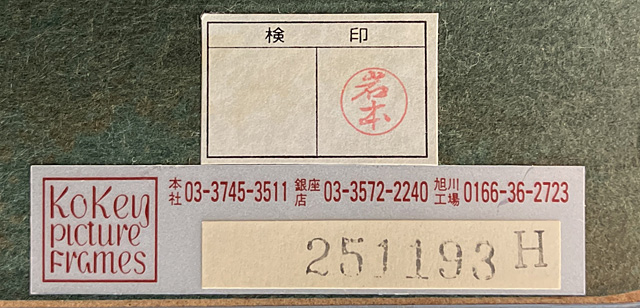 検 印
岩本
KoKey
picture
Frames
本社 03-3745-3511 銀座店 03-3572-2240 旭川工場 0166-36-2723
251193 H